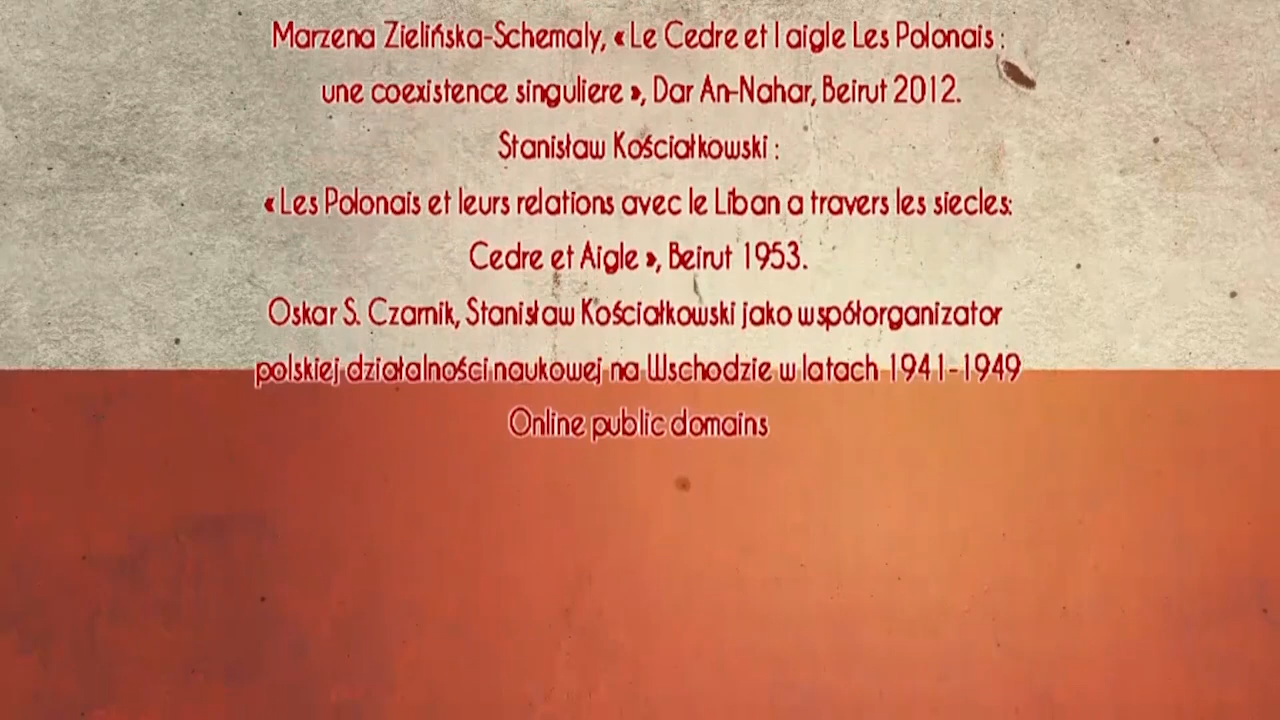 Marzena Zielińska-Schemaly, « Le Cedre et l aigle Les Polonais :
une coexistence singuliere », Dar An-Nahar, Beirut 2012.
Stanisław Kościałkowski :
« Les Polonais et leurs relations avec le Liban a travers les siecles:
Cedre et Aigle », Beirut 1953.
Oskar S. Czarnik, Stanisław Kościałkowski jako współorganizator
polskiej działalności naukowej na Wschodzie w latach 1941-1949
Online public domains